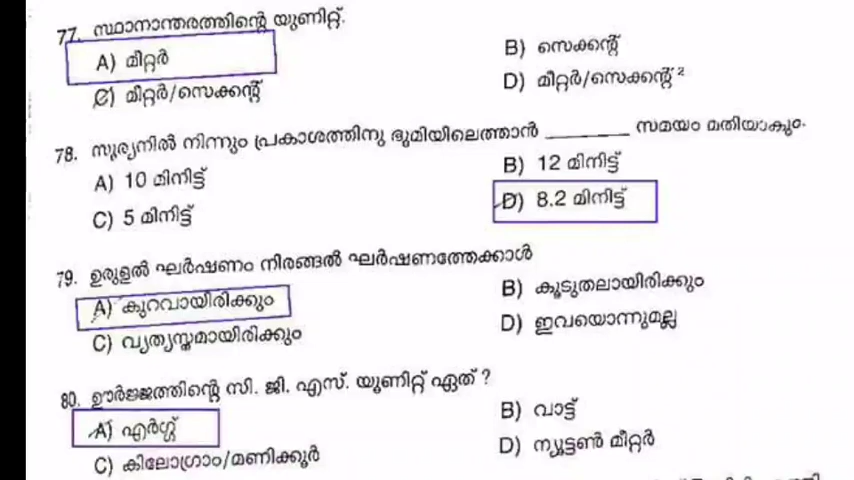 77. സ്ഥാനാന്തരത്തിന്റെ യൂണിറ്റ്.
A) മീറ്റർ B) സെക്കന്റ്
C) മീറ്റർ/സെക്കന്റ് D) മീറ്റർ/സെക്കന്റ് ²
78. സൂര്യനിൽ നിന്നും പ്രകാശത്തിനു ഭൂമിയിലെത്താൻ ________ സമയം മതിയാകും.
A) 10 മിനിട്ട് B) 12 മിനിട്ട്
C) 5 മിനിട്ട് D) 8.2 മിനിട്ട്
79. ഉരുളൽ ഘർഷണം നിരങ്ങൽ ഘർഷണത്തേക്കാൾ
A) കുറവായിരിക്കും B) കൂടുതലായിരിക്കും
C) വ്യത്യസ്തമായിരിക്കും D) ഇവയൊന്നുമല്ല
80. ഊർജ്ജത്തിന്റെ സി. ജി. എസ്. യൂണിറ്റ് ഏത് ?
A) എർഗ്ഗ് B) വാട്ട്
C) കിലോഗ്രാം/മണിക്കൂർ D) ന്യൂട്ടൺ മീറ്റർ